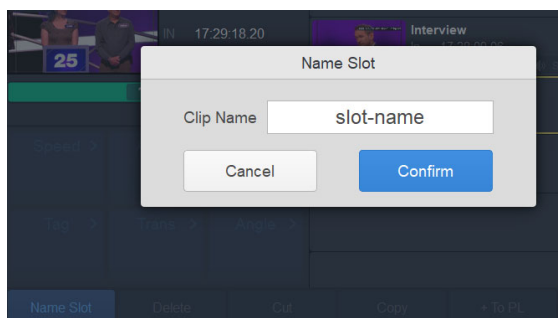 IN 17:29:18.20
Interview
25
Name Slot
Clip Name slot-name
Speed >
Cancel Confirm
Tag > Trans > Angle >
Name Slot Delete Cut Copy + To PL